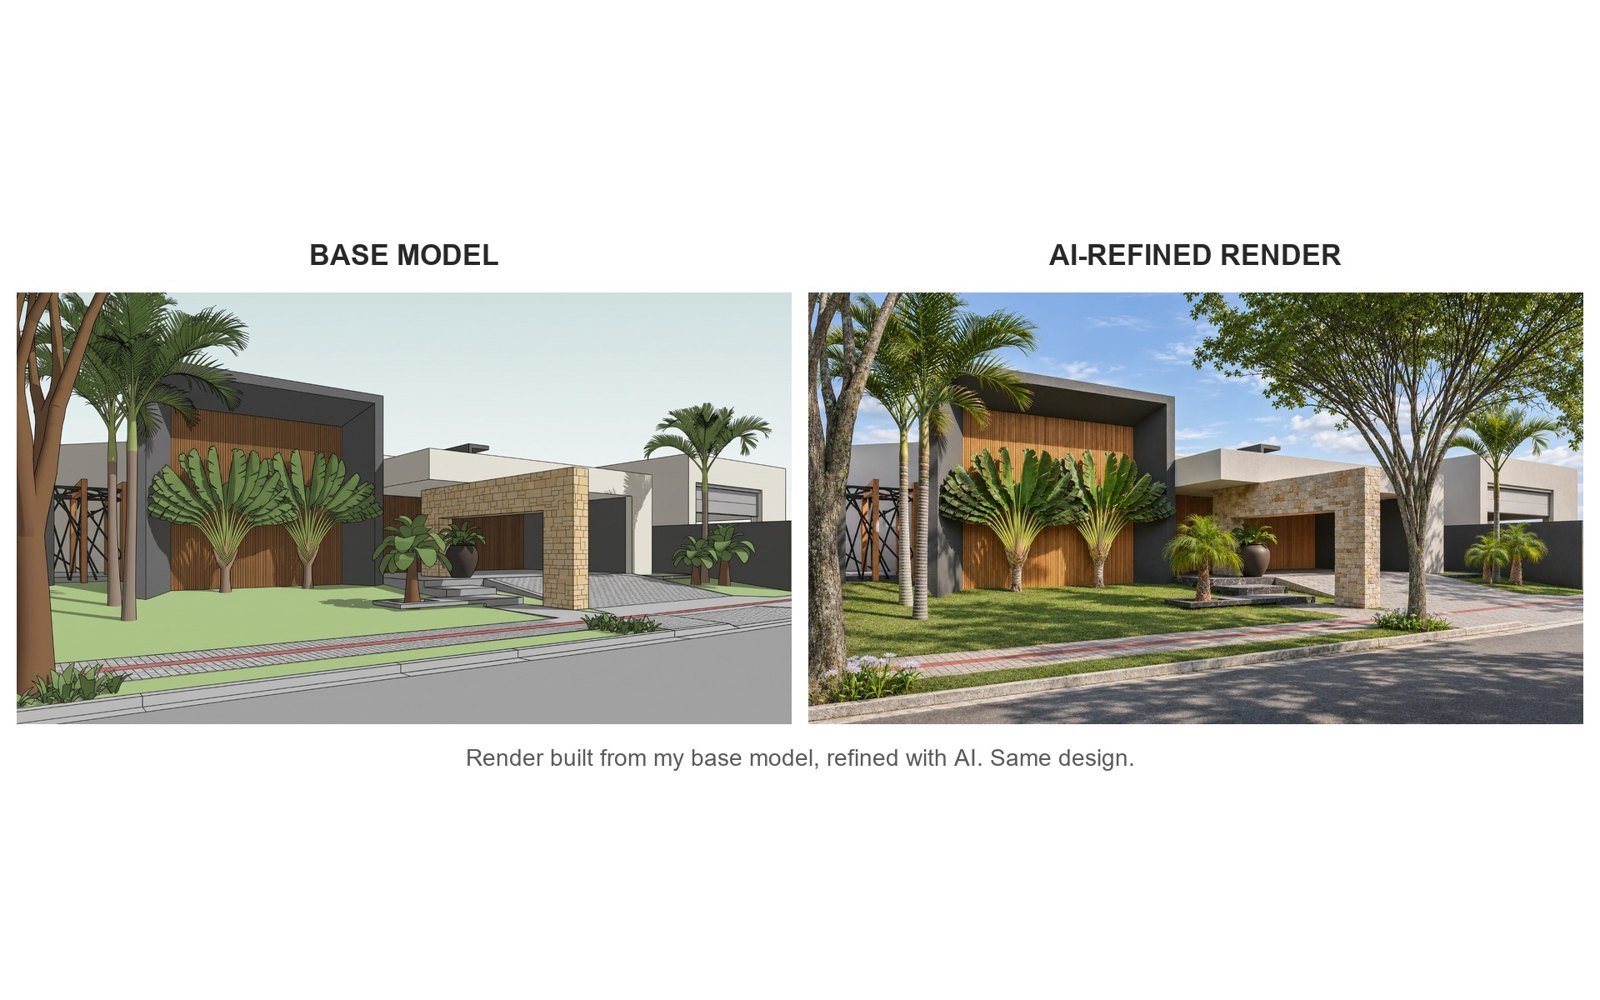 BASE MODEL
AI-REFINED RENDER
Render built from my base model, refined with AI. Same design.